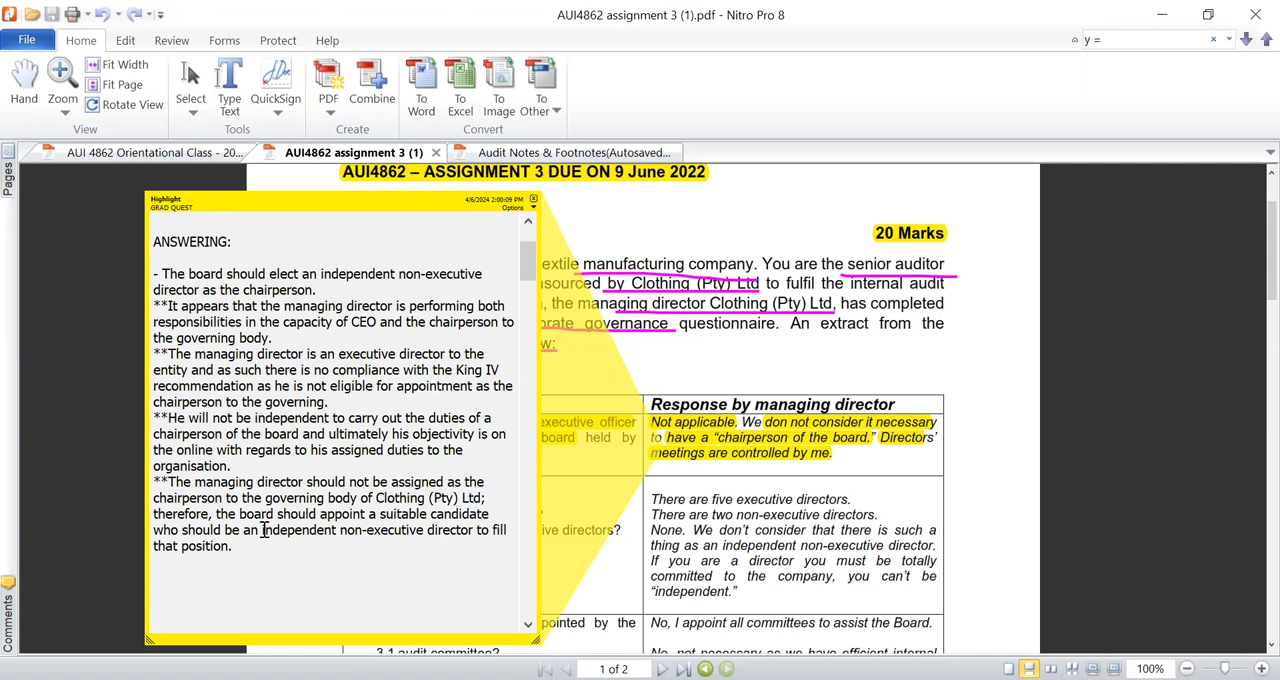 AUI4862 assignment 3 (1).pdf - Nitro Pro 8
File Home Edit Review Forms Protect Help
y =
Hand Zoom Fit Width Fit Page Rotate View Select Type Text QuickSign PDF Combine To Word To Excel To Image To Other
View Tools Create Convert
AUI 4862 Orientational Class - 20... AUI4862 assignment 3 (1) Audit Notes & Footnotes(Autosaved...
Pages
Comments
AUI4862 – ASSIGNMENT 3 DUE ON 9 June 2022
20 Marks
Highlight 4/6/2024 2:00:09 PM
GRAD QUEST Options
ANSWERING:
- The board should elect an independent non-executive
director as the chairperson.
**It appears that the managing director is performing both
responsibilities in the capacity of CEO and the chairperson to
the governing body.
**The managing director is an executive director to the
entity and as such there is no compliance with the King IV
recommendation as he is not eligible for appointment as the
chairperson to the governing.
**He will not be independent to carry out the duties of a
chairperson of the board and ultimately his objectivity is on
the online with regards to his assigned duties to the
organisation.
**The managing director should not be assigned as the
chairperson to the governing body of Clothing (Pty) Ltd;
therefore, the board should appoint a suitable candidate
who should be an independent non-executive director to fill
that position.
extile manufacturing company. You are the senior auditor
nsourced by Clothing (Pty) Ltd to fulfil the internal audit
, the managing director Clothing (Pty) Ltd, has completed
orate governance questionnaire. An extract from the
w:
Response by managing director
executive officer
board held by
Not applicable. We don not consider it necessary
to have a “chairperson of the board.” Directors’
meetings are controlled by me.
ive directors?
There are five executive directors.
There are two non-executive directors.
None. We don’t consider that there is such a
thing as an independent non-executive director.
If you are a director you must be totally
committed to the company, you can’t be
“independent.”
pointed by the
No, I appoint all committees to assist the Board.
3.1 audit committee?
No, not necessary as we have efficient internal
1 of 2
100%